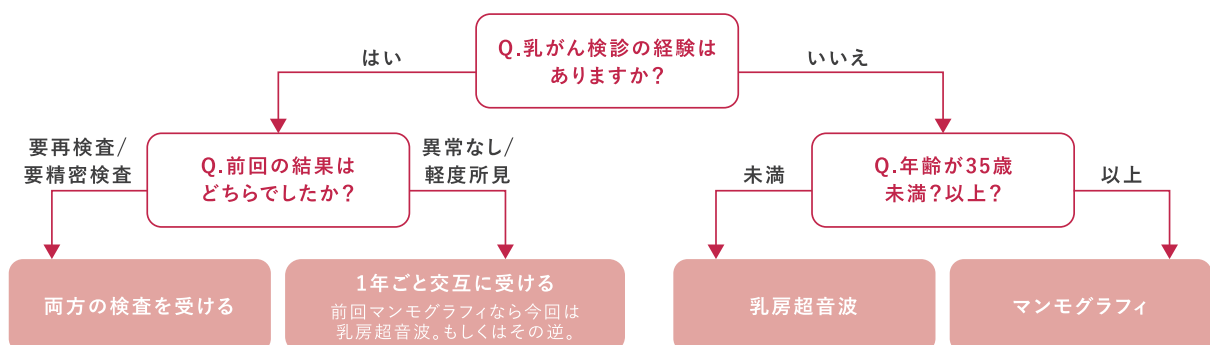 Q.乳がん検診の経験は
ありますか？
はい
いいえ
要再検査/
要精密検査
Q.前回の結果は
どちらでしたか？
異常なし/
軽度所見
未満
Q.年齢が35歳
未満？以上？
以上
両方の検査を受ける
1年ごと交互に受ける
前回マンモグラフィなら今回は
乳房超音波。もしくはその逆。
乳房超音波
マンモグラフィ